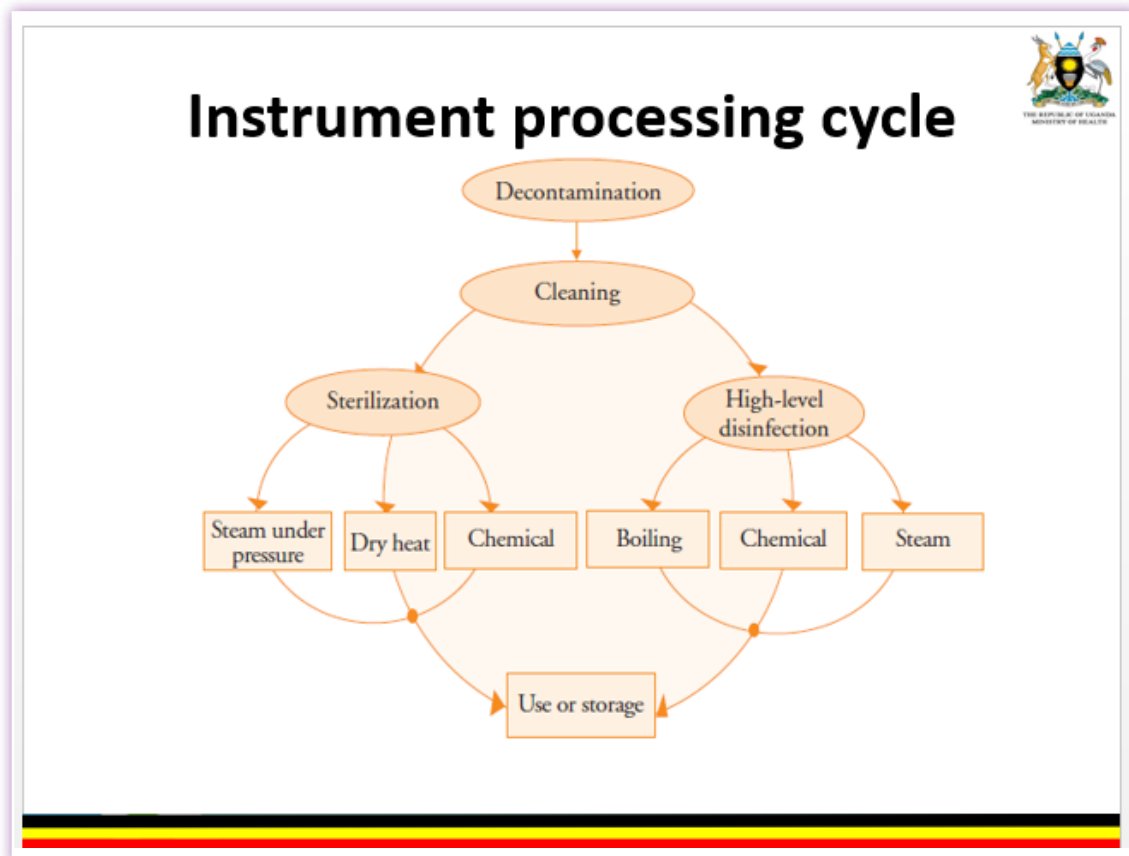 THE REPUBLIC OF UGANDA
MINISTRY OF HEALTH
Instrument processing cycle
Decontamination
Cleaning
Sterilization
High-level
disinfection
Steam under
pressure
Dry heat
Chemical
Boiling
Chemical
Steam
Use or storage